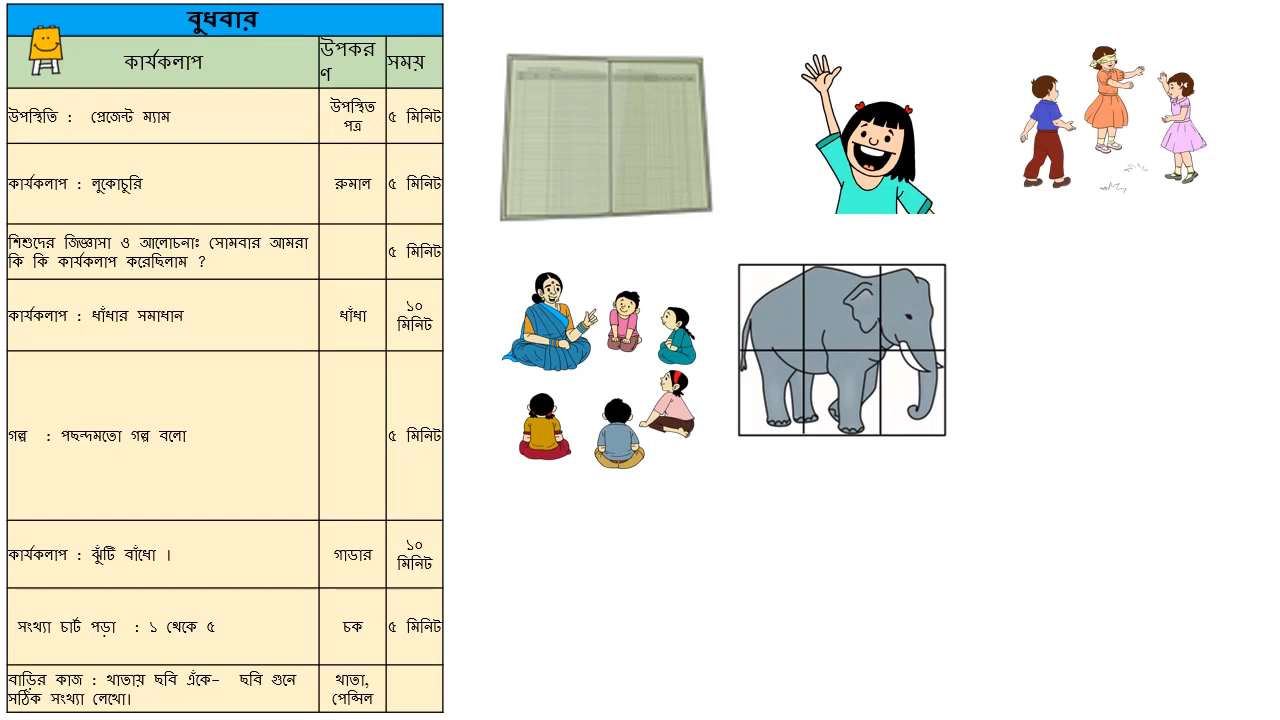 বুধবার
কার্যকলাপ
উপকর
ণ
সময়
উপস্থিতি : প্রেজেন্ট ম্যাম
উপস্থিত
পত্র
৫ মিনিট
কার্যকলাপ : লুকোচুরি
রুমাল
৫ মিনিট
শিশুদের জিজ্ঞাসা ও আলোচনাঃ সোমবার আমরা
কি কি কার্যকলাপ করেছিলাম ?
৫ মিনিট
কার্যকলাপ : ধাঁধার সমাধান
ধাঁধা
১০
মিনিট
গল্প : পছন্দমতো গল্প বলো
৫ মিনিট
কার্যকলাপ : ঝুঁটি বাঁধো ।
গাডার
১০
মিনিট
সংখ্যা চার্ট পড়া : ১ থেকে ৫
চক
৫ মিনিট
বাড়ির কাজ : খাতায় ছবি এঁকে– ছবি গুনে
সঠিক সংখ্যা লেখো।
খাতা,
পেন্সিল